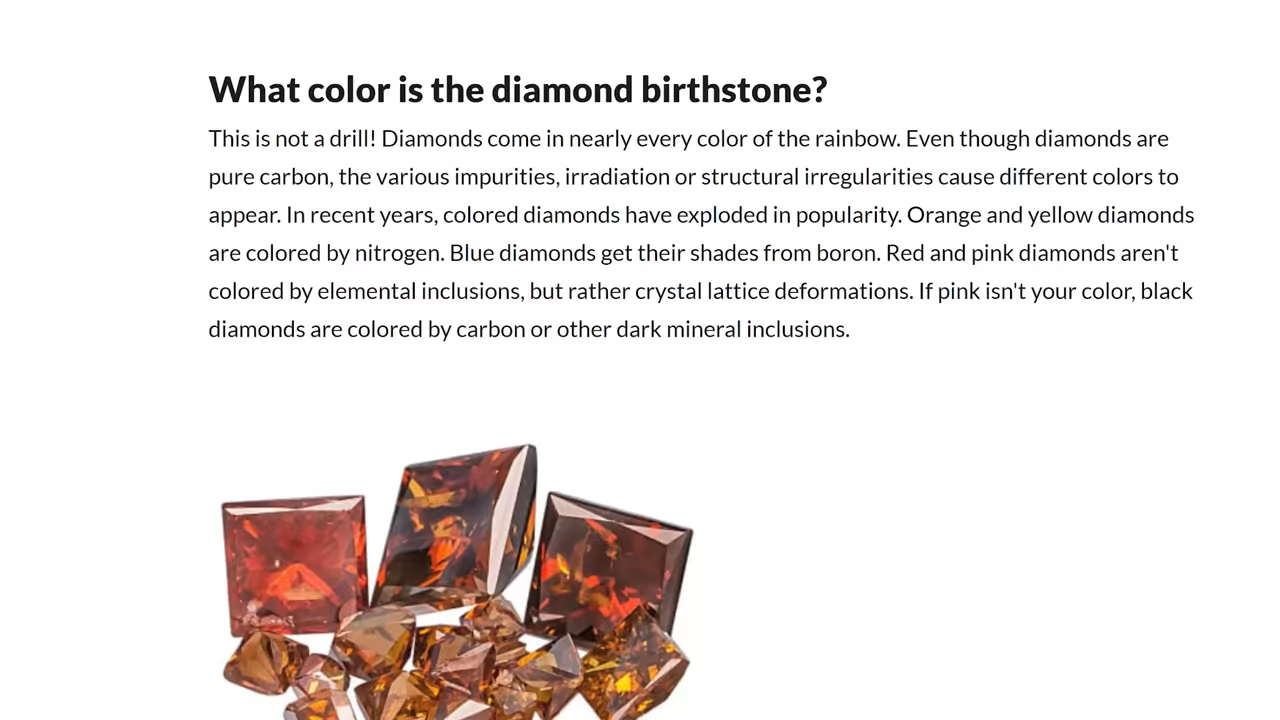 What color is the diamond birthstone?
This is not a drill! Diamonds come in nearly every color of the rainbow. Even though diamonds are
pure carbon, the various impurities, irradiation or structural irregularities cause different colors to
appear. In recent years, colored diamonds have exploded in popularity. Orange and yellow diamonds
are colored by nitrogen. Blue diamonds get their shades from boron. Red and pink diamonds aren't
colored by elemental inclusions, but rather crystal lattice deformations. If pink isn't your color, black
diamonds are colored by carbon or other dark mineral inclusions.